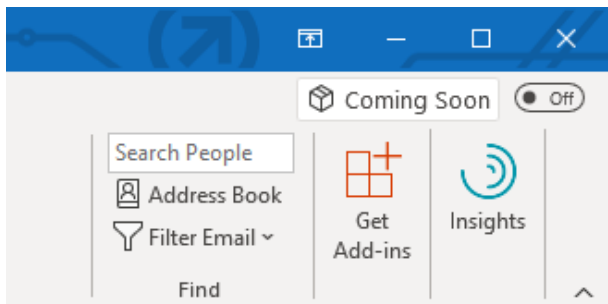 Coming Soon
Off
Search People
Address Book
Filter Email
Find
Get
Add-ins
Insights